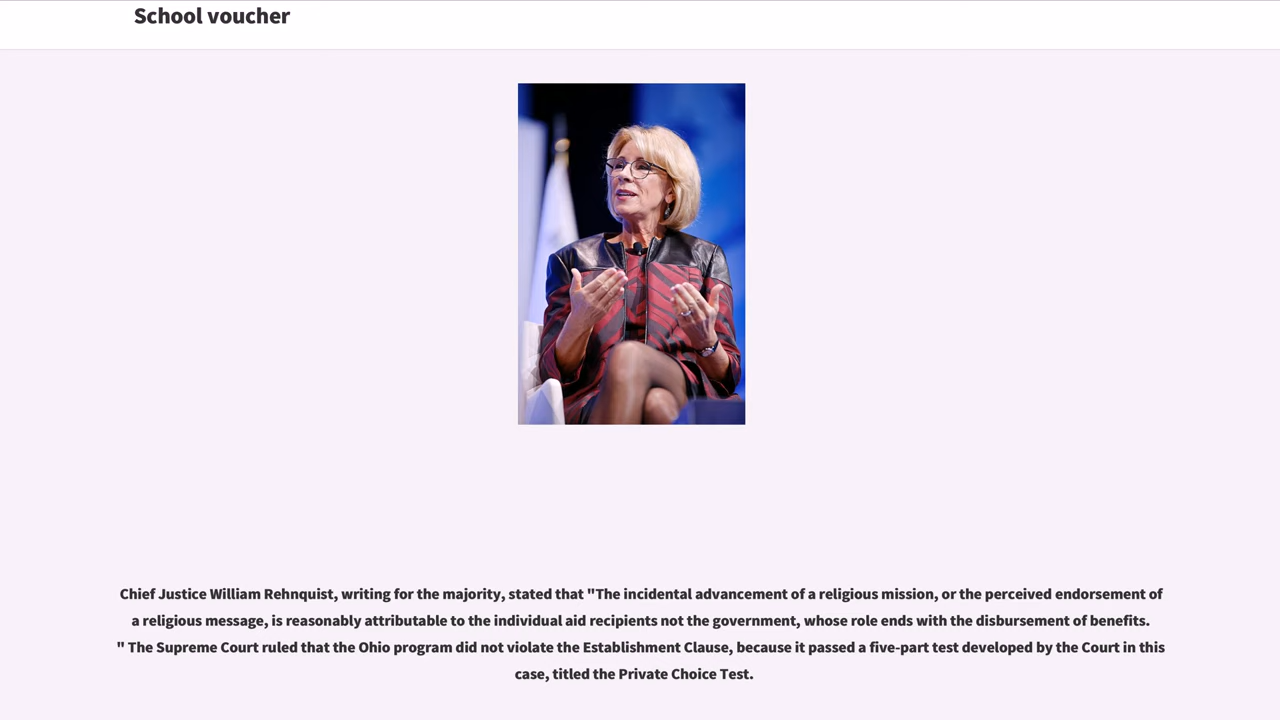 School voucher
Chief Justice William Rehnquist, writing for the majority, stated that "The incidental advancement of a religious mission, or the perceived endorsement of
a religious message, is reasonably attributable to the individual aid recipients not the government, whose role ends with the disbursement of benefits.
" The Supreme Court ruled that the Ohio program did not violate the Establishment Clause, because it passed a five-part test developed by the Court in this
case, titled the Private Choice Test.